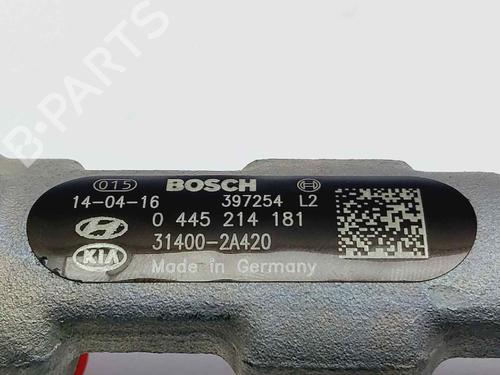 015 BOSCH
14-04-16 397254 L2
0 445 214 181
31400-2A420
KIA Made in Germany
B-PARTS